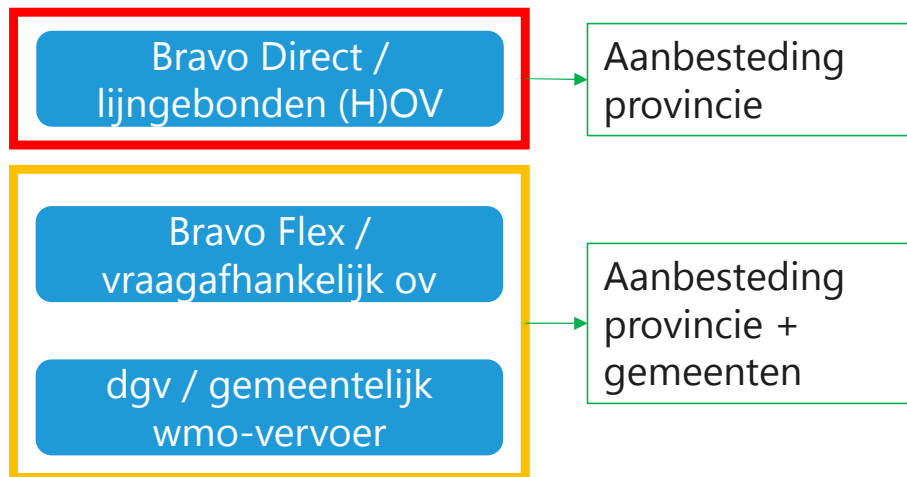 Bravo Direct /
lijngebonden (H)OV
Aanbesteding
provincie
Bravo Flex /
vraagafhankelijk ov
dgv / gemeentelijk
wmo-vervoer
Aanbesteding
provincie +
gemeenten